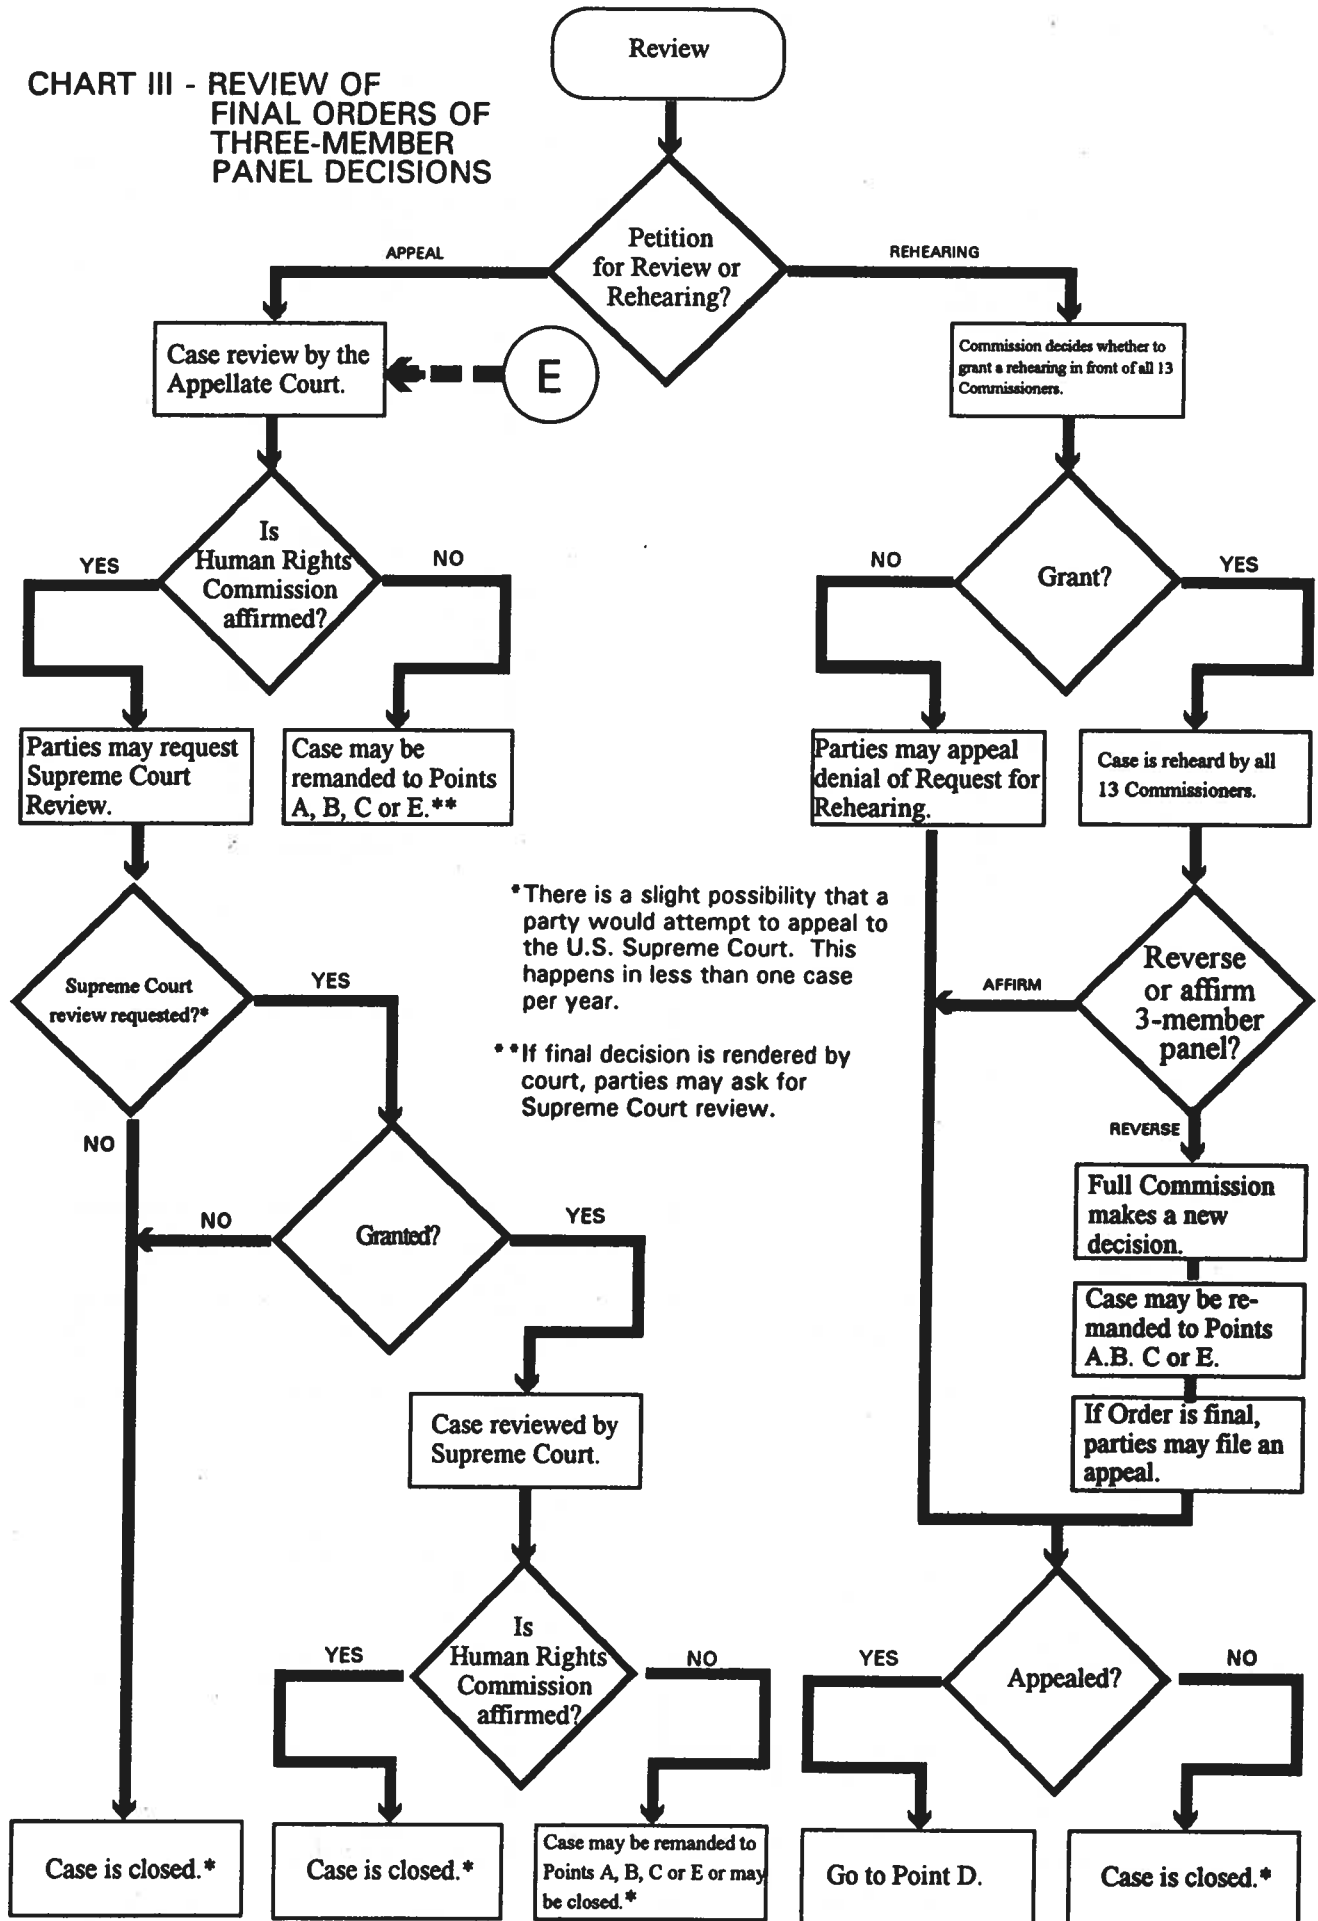 Review
CHART III - REVIEW OF
FINAL ORDERS OF
THREE-MEMBER
PANEL DECISIONS
Petition
for Review or
Rehearing?
APPEAL
REHEARING
Case review by the
Appellate Court.
E
Commission decides whether to
grant a rehearing in front of all 13
Commissioners.
Is
Human Rights
Commission
affirmed?
YES
NO
Grant?
NO
YES
Parties may request
Supreme Court
Review.
Case may be
remanded to Points
A, B, C or E.**
Parties may appeal
denial of Request for
Rehearing.
Case is reheard by all
13 Commissioners.
*There is a slight possibility that a
party would attempt to appeal to
the U.S. Supreme Court. This
happens in less than one case
per year.
**If final decision is rendered by
court, parties may ask for
Supreme Court review.
Supreme Court
review requested?*
YES
NO
Reverse
or affirm
3-member
panel?
AFFIRM
REVERSE
Granted?
NO
YES
Full Commission
makes a new
decision.
Case may be re-
manded to Points
A.B. C or E.
If Order is final,
parties may file an
appeal.
Case reviewed by
Supreme Court.
Is
Human Rights
Commission
affirmed?
YES
NO
Appealed?
YES
NO
Case is closed.*
Case is closed.*
Case may be remanded to
Points A, B, C or E or may
be closed.*
Go to Point D.
Case is closed.*